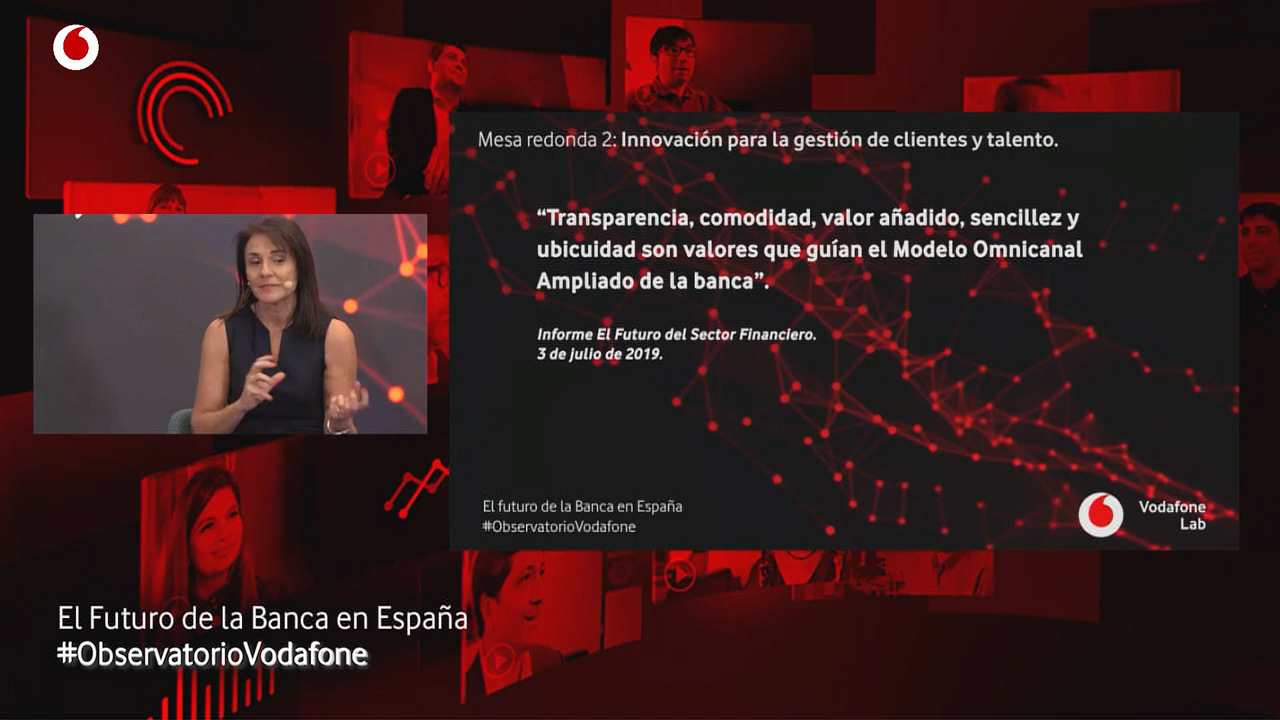 Mesa redonda 2: Innovación para la gestión de clientes y talento.
“Transparencia, comodidad, valor añadido, sencillez y
ubicuidad son valores que guían el Modelo Omnicanal
Ampliado de la banca”.
Informe El Futuro del Sector Financiero.
3 de julio de 2019.
El futuro de la Banca en España
#ObservatorioVodafone
Vodafone
Lab
El Futuro de la Banca en España
#ObservatorioVodafone